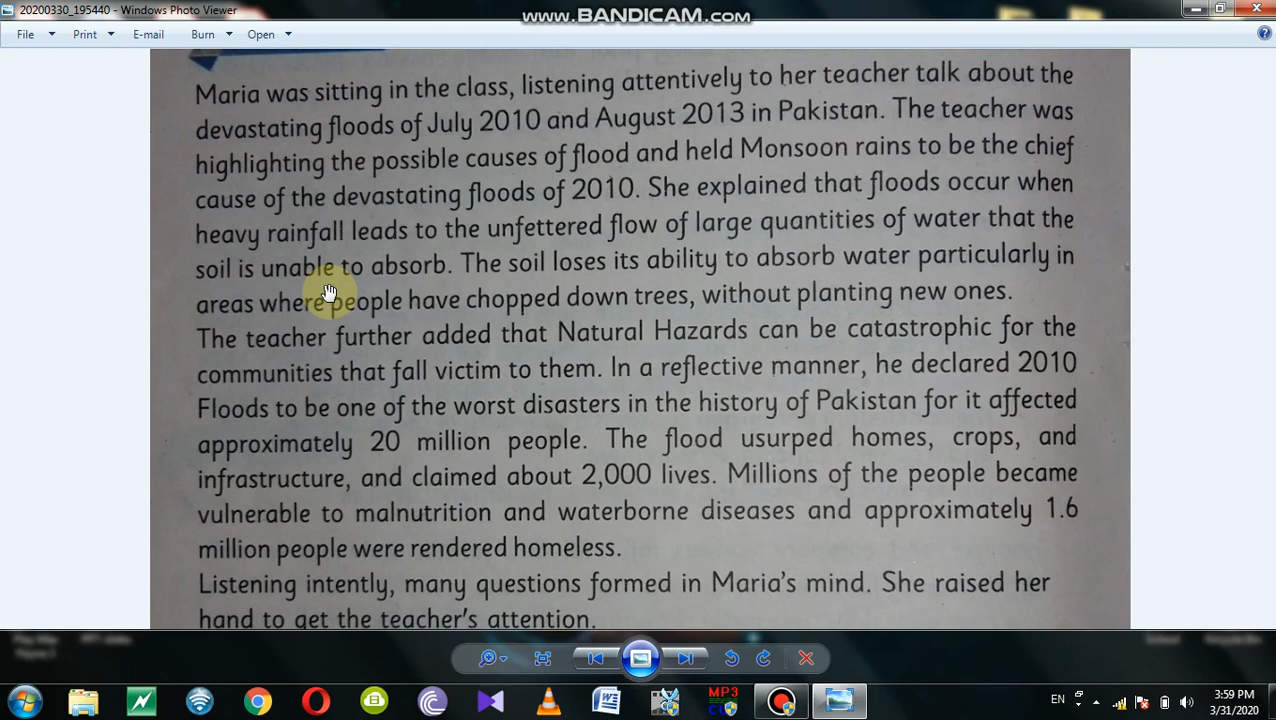 20200330_195440 - Windows Photo Viewer
www.BANDICAM.com
File Print E-mail Burn Open
Maria was sitting in the class, listening attentively to her teacher talk about the
devastating floods of July 2010 and August 2013 in Pakistan. The teacher was
highlighting the possible causes of flood and held Monsoon rains to be the chief
cause of the devastating floods of 2010. She explained that floods occur when
heavy rainfall leads to the unfettered flow of large quantities of water that the
soil is unable to absorb. The soil loses its ability to absorb water particularly in
areas where people have chopped down trees, without planting new ones.
The teacher further added that Natural Hazards can be catastrophic for the
communities that fall victim to them. In a reflective manner, he declared 2010
Floods to be one of the worst disasters in the history of Pakistan for it affected
approximately 20 million people. The flood usurped homes, crops, and
infrastructure, and claimed about 2,000 lives. Millions of the people became
vulnerable to malnutrition and waterborne diseases and approximately 1.6
million people were rendered homeless.
Listening intently, many questions formed in Maria's mind. She raised her
hand to get the teacher's attention.
MP3
EN
3:59 PM
3/31/2020